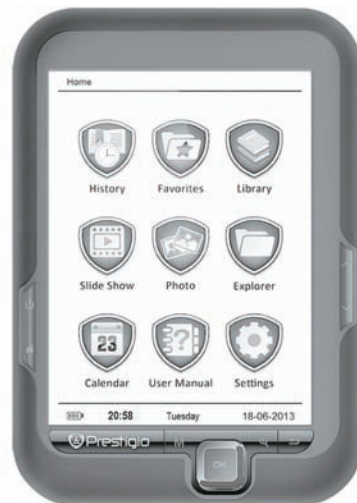 Home
History Favorites Library
Slide Show Photo Explorer
23
Calendar User Manual Settings
20:58 Tuesday 18-06-2013
Prestigio M
OK